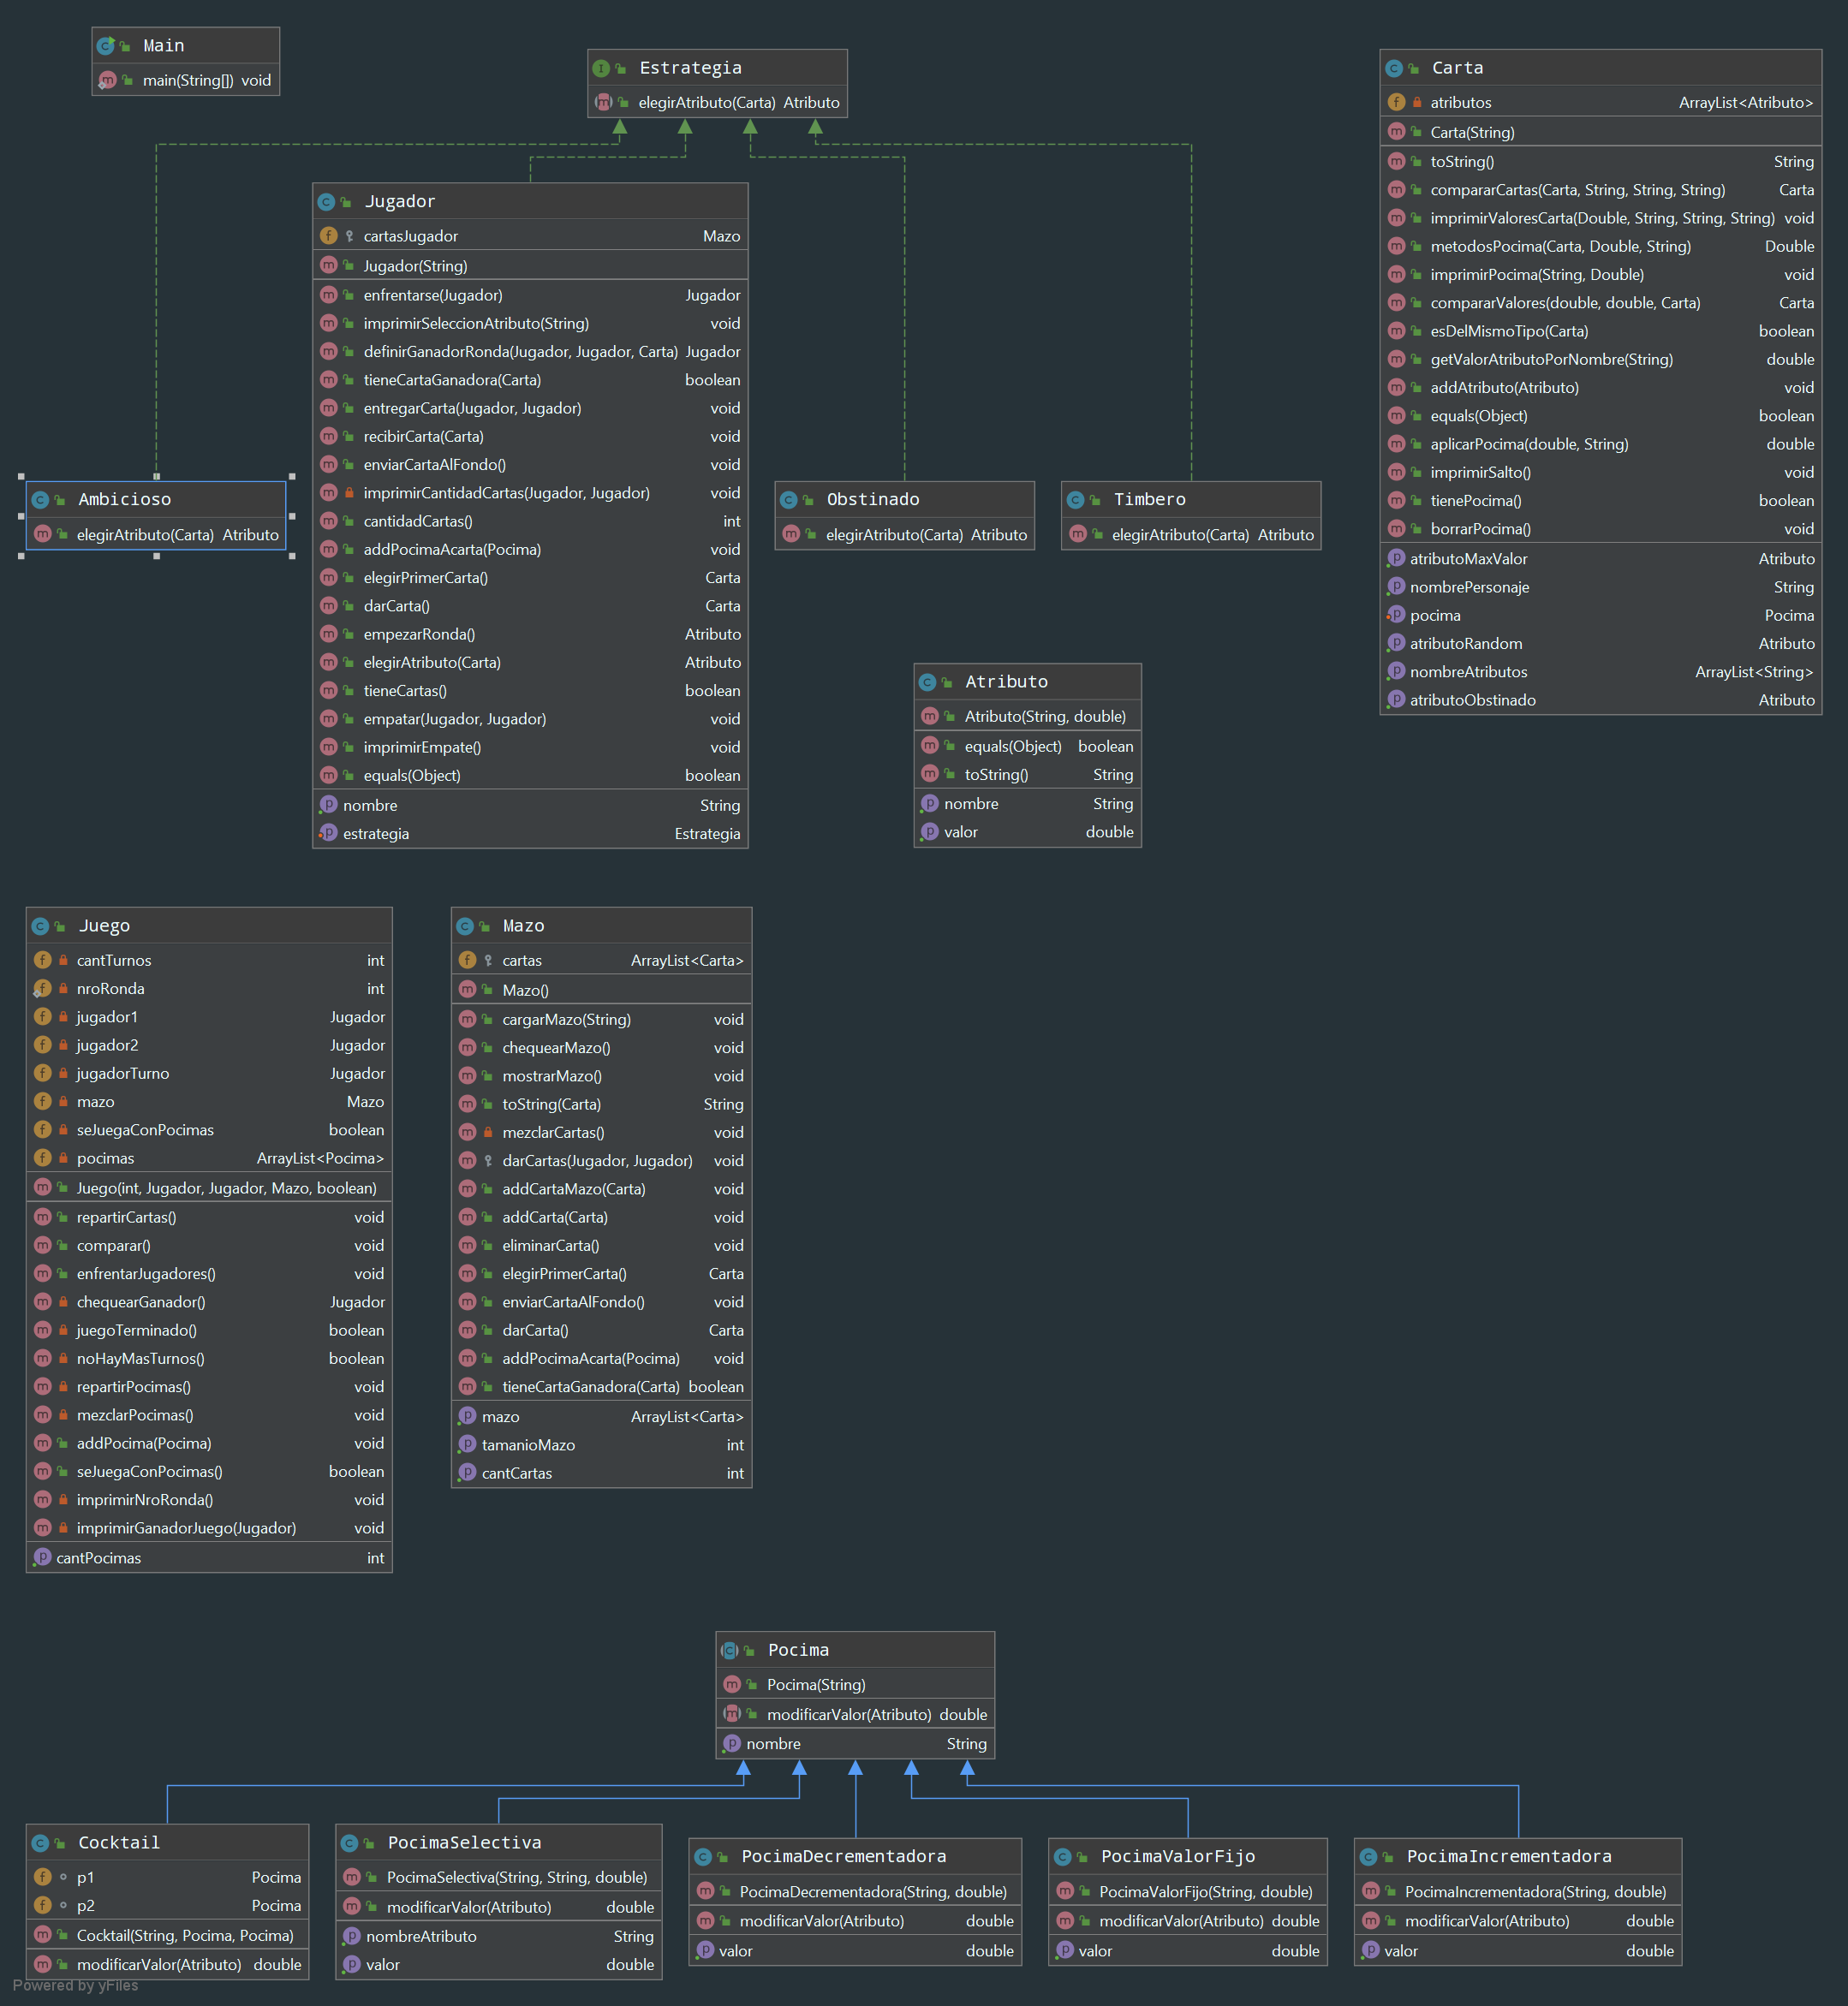 Main
main(String[]) void
Estrategia
elegirAtributo(Carta) Atributo
Carta
atributos ArrayList<Atributo>
Carta(String)
toString() String
compararCartas(Carta, String, String, String) Carta
imprimirValoresCarta(Double, String, String, String) void
metodosPocima(Carta, Double, String) Double
imprimirPocima(String, Double) void
compararValores(double, double, Carta) Carta
esDelMismoTipo(Carta) boolean
getValorAtributoPorNombre(String) double
addAtributo(Atributo) void
equals(Object) boolean
aplicarPocima(double, String) double
imprimirSalto() void
tienePocima() boolean
borrarPocima() void
atributoMaxValor Atributo
nombrePersonaje String
pocima Pocima
atributoRandom Atributo
nombreAtributos ArrayList<String>
atributoObstinado Atributo
Jugador
cartasJugador Mazo
Jugador(String)
enfrentarse(Jugador) Jugador
imprimirSeleccionAtributo(String) void
definirGanadorRonda(Jugador, Jugador, Carta) Jugador
tieneCartaGanadora(Carta) boolean
entregarCarta(Jugador, Jugador) void
recibirCarta(Carta) void
enviarCartaAlFondo() void
imprimirCantidadCartas(Jugador, Jugador) void
cantidadCartas() int
addPocimaAcarta(Pocima) void
elegirPrimerCarta() Carta
darCarta() Carta
empezarRonda() Atributo
elegirAtributo(Carta) Atributo
tieneCartas() boolean
empatar(Jugador, Jugador) void
imprimirEmpate() void
equals(Object) boolean
nombre String
estrategia Estrategia
Ambicioso
elegirAtributo(Carta) Atributo
Obstinado
elegirAtributo(Carta) Atributo
Timbero
elegirAtributo(Carta) Atributo
Atributo
Atributo(String, double)
equals(Object) boolean
toString() String
nombre String
valor double
Juego
cantTurnos int
nroRonda int
jugador1 Jugador
jugador2 Jugador
jugadorTurno Jugador
mazo Mazo
seJuegaConPocimas boolean
pocimas ArrayList<Pocima>
Juego(int, Jugador, Jugador, Mazo, boolean)
repartirCartas() void
comparar() void
enfrentarJugadores() void
chequearGanador() Jugador
juegoTerminado() boolean
noHayMasTurnos() boolean
repartirPocimas() void
mezclarPocimas() void
addPocima(Pocima) void
seJuegaConPocimas() boolean
imprimirNroRonda() void
imprimirGanadorJuego(Jugador) void
cantPocimas int
Mazo
cartas ArrayList<Carta>
Mazo()
cargarMazo(String) void
chequearMazo() void
mostrarMazo() void
toString(Carta) String
mezclarCartas() void
darCartas(Jugador, Jugador) void
addCartaMazo(Carta) void
addCarta(Carta) void
eliminarCarta() void
elegirPrimerCarta() Carta
enviarCartaAlFondo() void
darCarta() Carta
addPocimaAcarta(Pocima) void
tieneCartaGanadora(Carta) boolean
mazo ArrayList<Carta>
tamanioMazo int
cantCartas int
Pocima
Pocima(String)
modificarValor(Atributo) double
nombre String
Cocktail
p1 Pocima
p2 Pocima
Cocktail(String, Pocima, Pocima)
modificarValor(Atributo) double
PocimaSelectiva
PocimaSelectiva(String, String, double)
modificarValor(Atributo) double
nombreAtributo String
valor double
PocimaDecrementadora
PocimaDecrementadora(String, double)
modificarValor(Atributo) double
valor double
PocimaValorFijo
PocimaValorFijo(String, double)
modificarValor(Atributo) double
valor double
PocimaIncrementadora
PocimaIncrementadora(String, double)
modificarValor(Atributo) double
valor double
Powered by yFiles